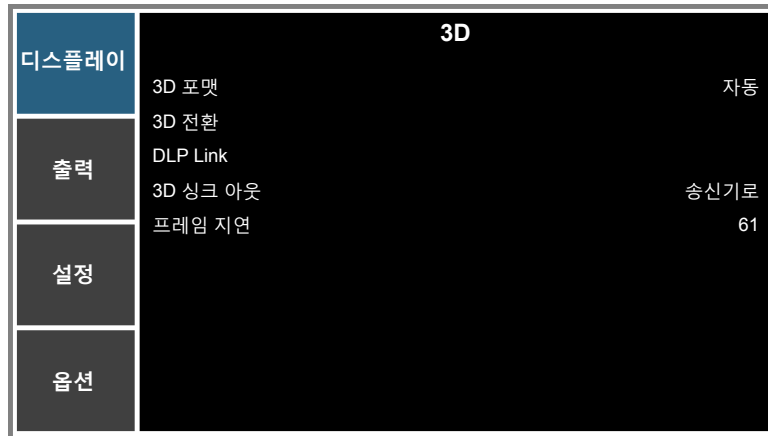 디스플레이
출력
설정
옵션
3D
3D 포맷 자동
3D 전환
DLP Link
3D 싱크 아웃 송신기로
프레임 지연 61